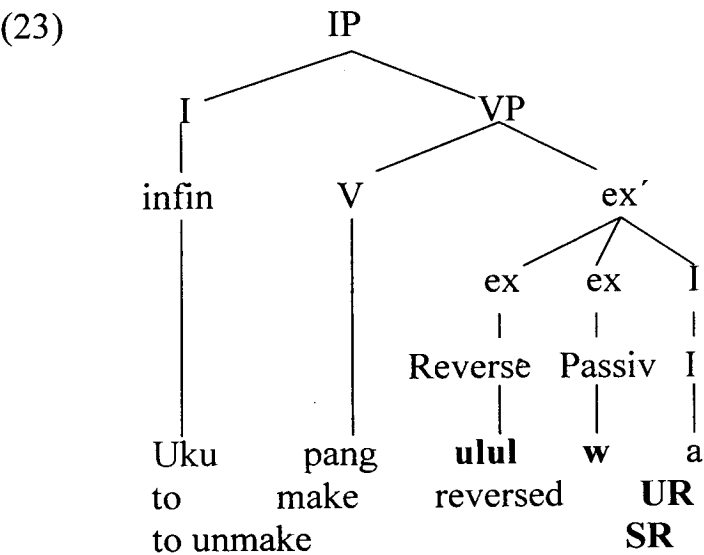 (23) IP
I VP
infin V ex´
ex ex I
Reverse Passiv I
Uku pang ulul w a
to make reversed UR
to unmake SR